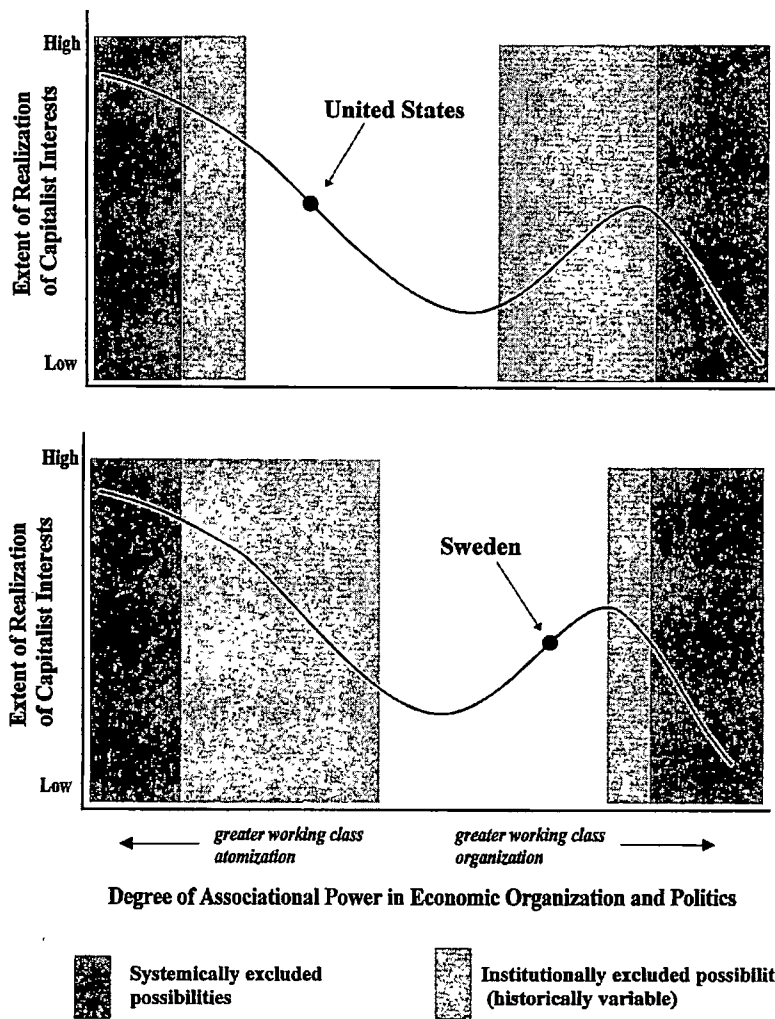 High
United States
Extent of Realization
of Capitalist Interests
Low
High
Sweden
Extent of Realization
of Capitalist Interests
Low
greater working class
atomization
greater working class
organization
Degree of Associational Power in Economic Organization and Politics
Systemically excluded
possibilities
Institutionally excluded possibilit
(historically variable)